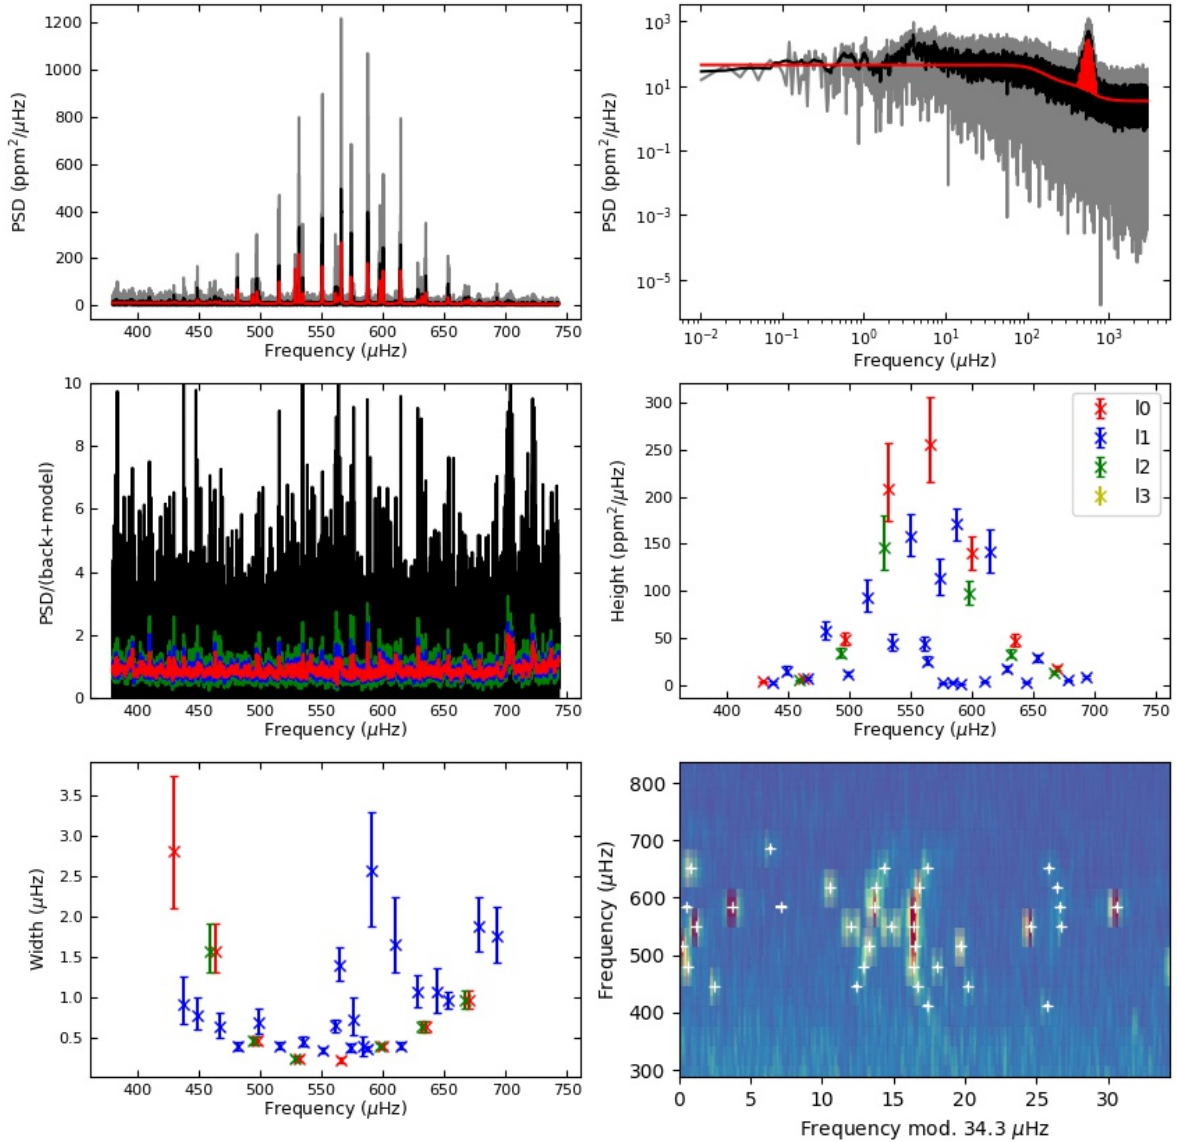 1200
1000
800
600
400
200
0
PSD (ppm²/μHz)
400 450 500 550 600 650 700 750
Frequency (μHz)
10³
10¹
10⁻¹
10⁻³
10⁻⁵
PSD (ppm²/μHz)
10⁻² 10⁻¹ 10⁰ 10¹ 10² 10³
Frequency (μHz)
10
8
6
4
2
0
PSD/(back+model)
400 450 500 550 600 650 700 750
Frequency (μHz)
300
250
200
150
100
50
0
Height (ppm²/μHz)
l0
l1
l2
l3
400 450 500 550 600 650 700 750
Frequency (μHz)
3.5
3.0
2.5
2.0
1.5
1.0
0.5
Width (μHz)
400 450 500 550 600 650 700 750
Frequency (μHz)
800
700
600
500
400
300
Frequency (μHz)
0 5 10 15 20 25 30
Frequency mod. 34.3 μHz